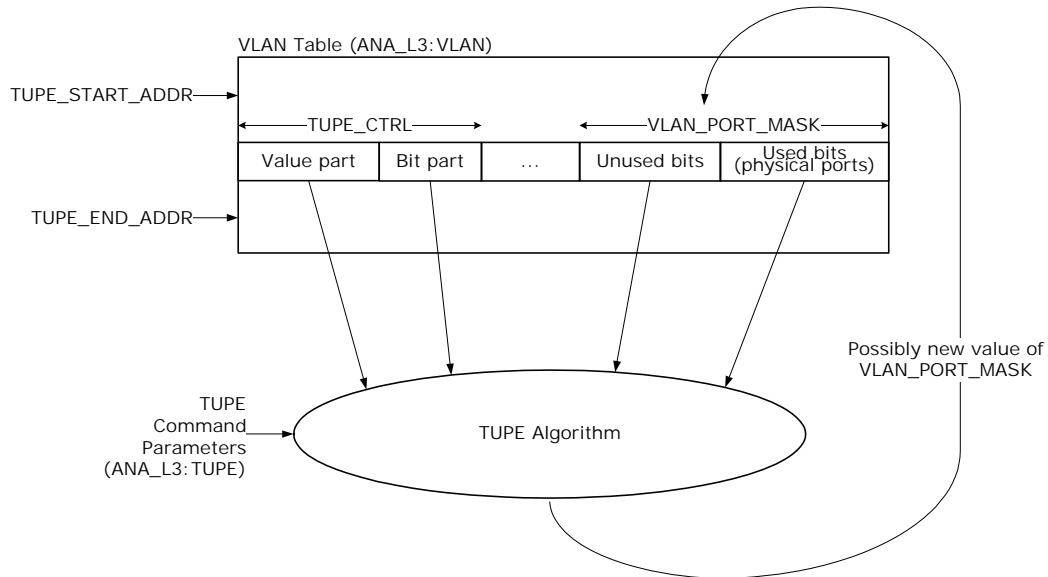 VLAN Table (ANA_L3:VLAN)
TUPE_START_ADDR
TUPE_CTRL
VLAN_PORT_MASK
Value part
Bit part
...
Unused bits
Used bits
(physical ports)
TUPE_END_ADDR
Possibly new value of
VLAN_PORT_MASK
TUPE
Command
Parameters
(ANA_L3:TUPE)
TUPE Algorithm